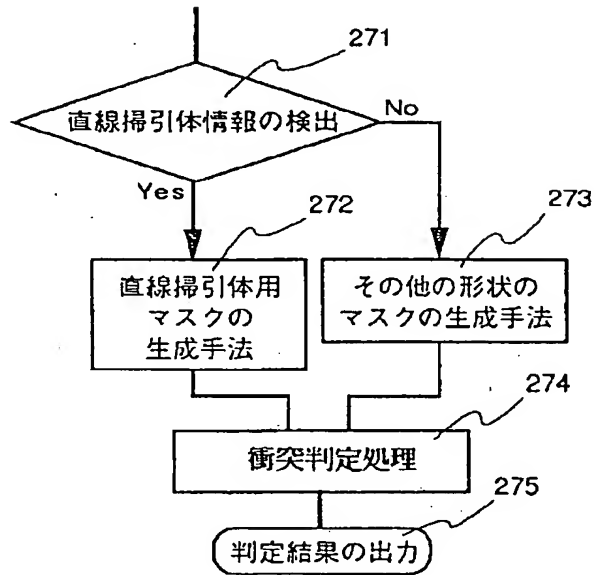 271
直線掃引体情報の検出
No
Yes
272
273
直線掃引体用
マスクの
生成手法
その他の形状の
マスクの生成手法
274
衝突判定処理
275
判定結果の出力